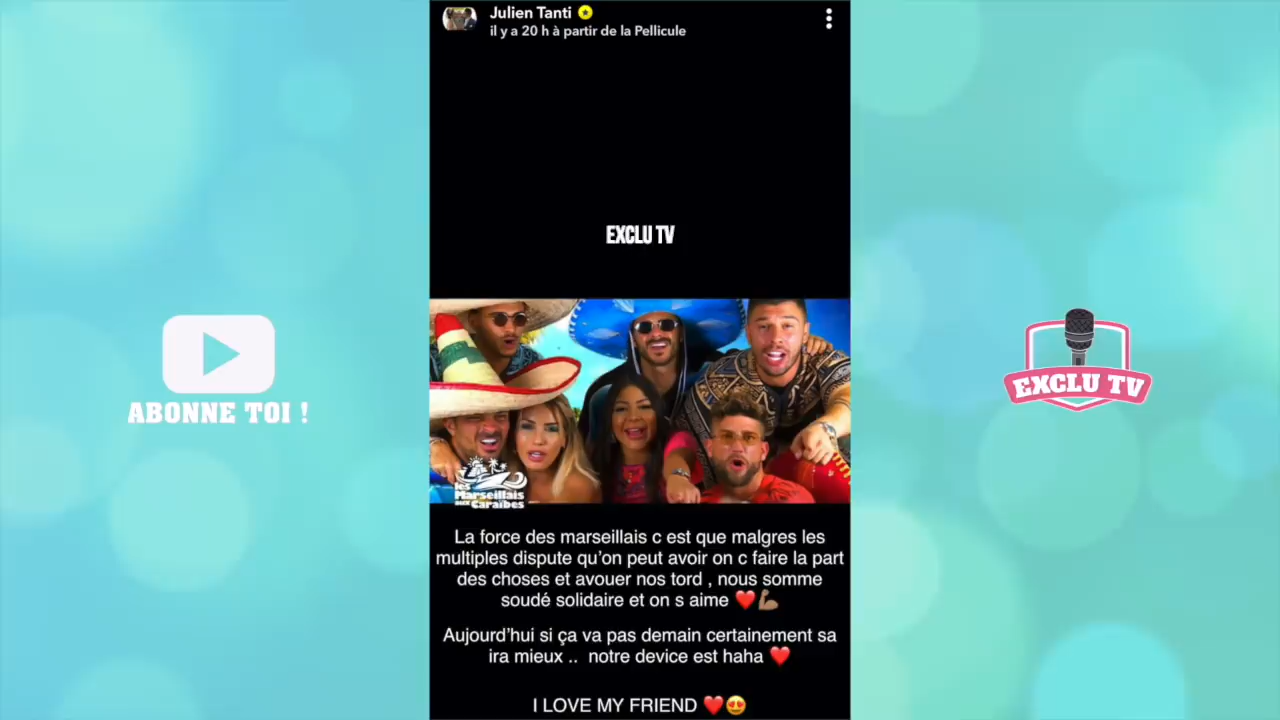 Julien Tanti
il y a 20 h à partir de la Pellicule
EXCLU TV
ABONNE TOI !
EXCLU TV
les
Marseillais
aux
Caraïbes
La force des marseillais c est que malgres les
multiples dispute qu'on peut avoir on c faire la part
des choses et avouer nos tord , nous somme
soudé solidaire et on s aime ❤️💪🏽
Aujourd'hui si ça va pas demain certainement sa
ira mieux .. notre device est haha ❤️
I LOVE MY FRIEND ❤️😍